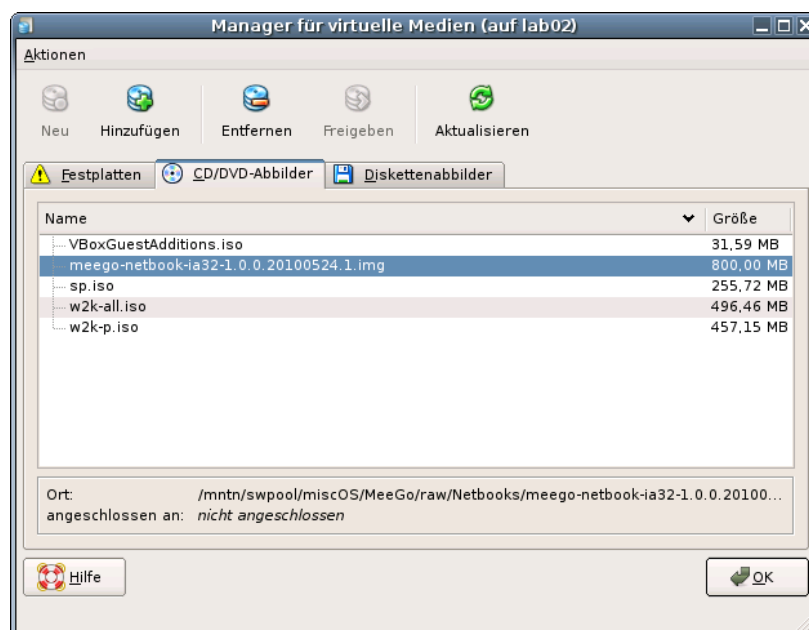 Manager für virtuelle Medien (auf lab02)
Aktionen
Neu Hinzufügen Entfernen Freigeben Aktualisieren
Festplatten CD/DVD-Abbilder Diskettenabbilder
Name Größe
VBoxGuestAdditions.iso 31,59 MB
meego-netbook-ia32-1.0.0.20100524.1.img 800,00 MB
sp.iso 255,72 MB
w2k-all.iso 496,46 MB
w2k-p.iso 457,15 MB
Ort: /mntn/swpool/miscOS/MeeGo/raw/Netbooks/meego-netbook-ia32-1.0.0.20100...
angeschlossen an: nicht angeschlossen
Hilfe OK